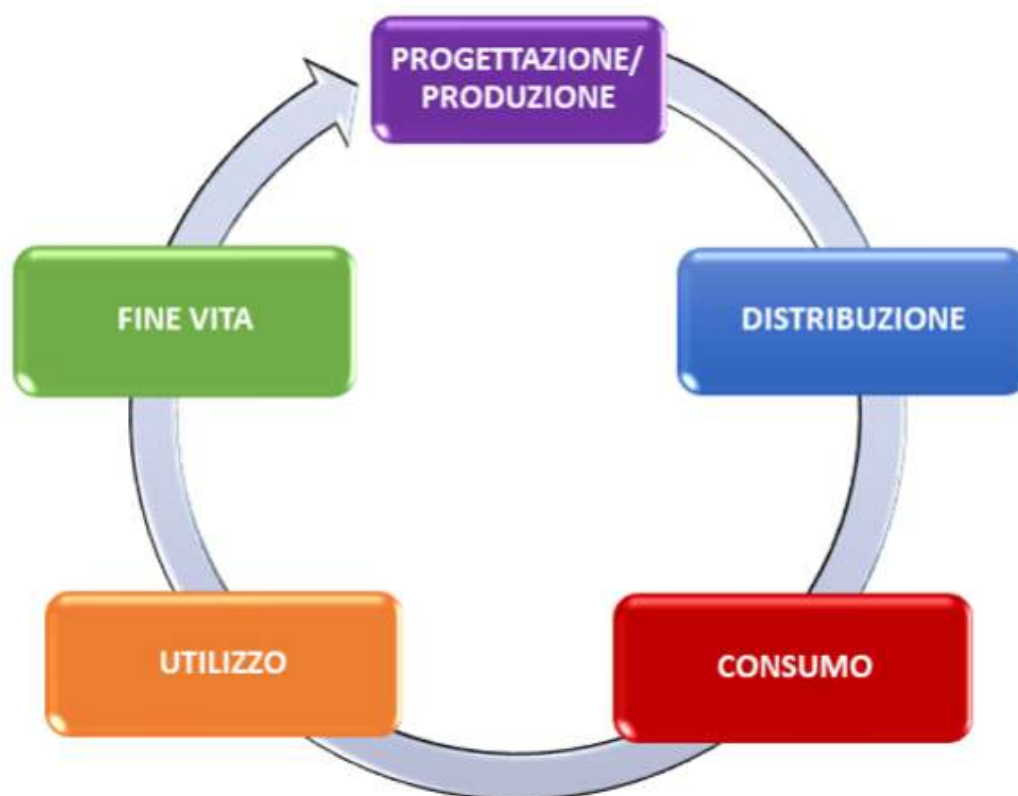 PROGETTAZIONE/
PRODUZIONE
DISTRIBUZIONE
CONSUMO
UTILIZZO
FINE VITA